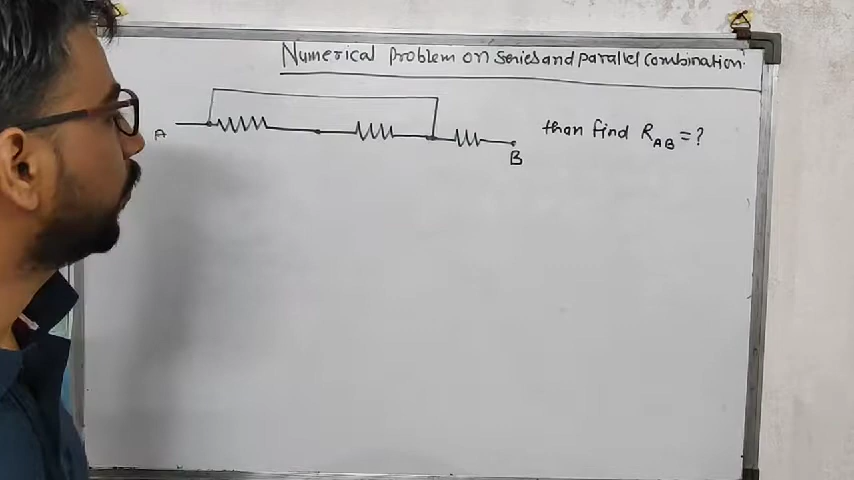 Numerical Problem on Series and parallel Combination
A
B
than find R_AB = ?